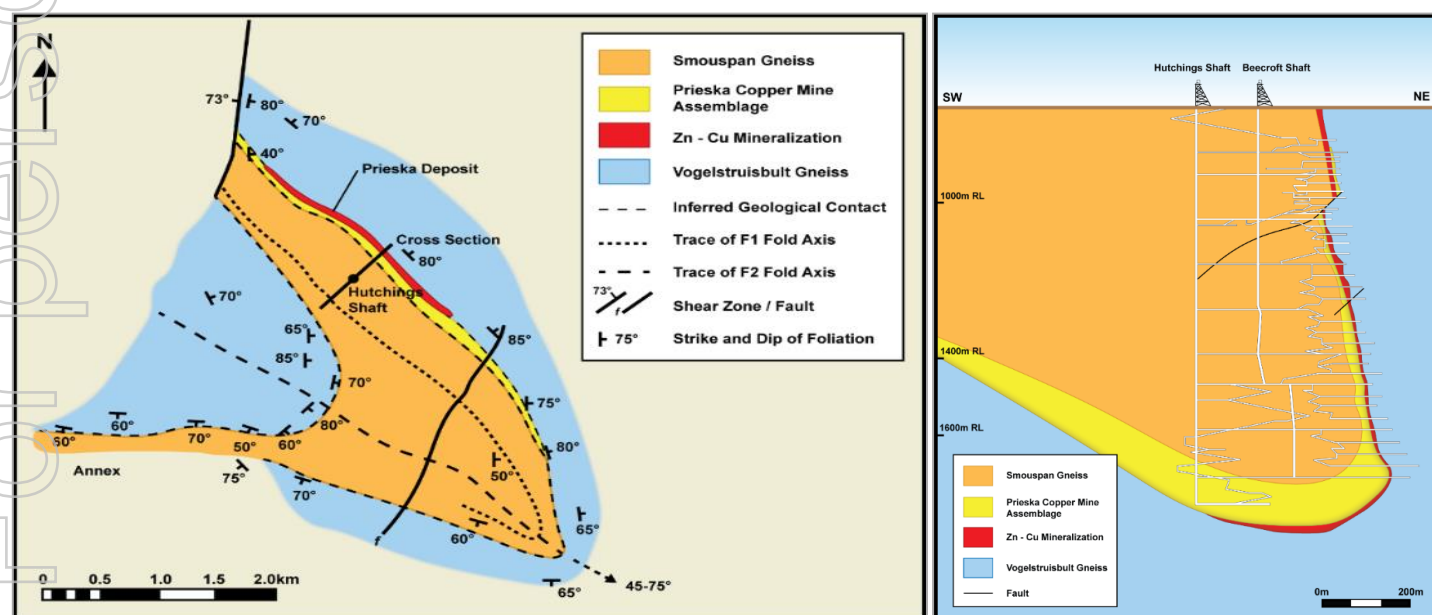 For personal
N
73°
80°
70°
40°
Prieska Deposit
Cross Section
80°
Hutchings
Shaft
70°
65°
85°
70°
85°
75°
80°
60°
60°
70°
50°
60°
80°
50°
Annex
75°
70°
60°
65°
f
45-75°
65°
0 0.5 1.0 1.5 2.0km
Smouspan Gneiss
Prieska Copper Mine
Assemblage
Zn - Cu Mineralization
Vogelstruisbult Gneiss
Inferred Geological Contact
Trace of F1 Fold Axis
Trace of F2 Fold Axis
73°
f
Shear Zone / Fault
75° Strike and Dip of Foliation
Hutchings Shaft Beecroft Shaft
SW NE
1000m RL
1400m RL
1600m RL
Smouspan Gneiss
Prieska Copper Mine
Assemblage
Zn - Cu Mineralization
Vogelstruisbult Gneiss
Fault
0m 200m